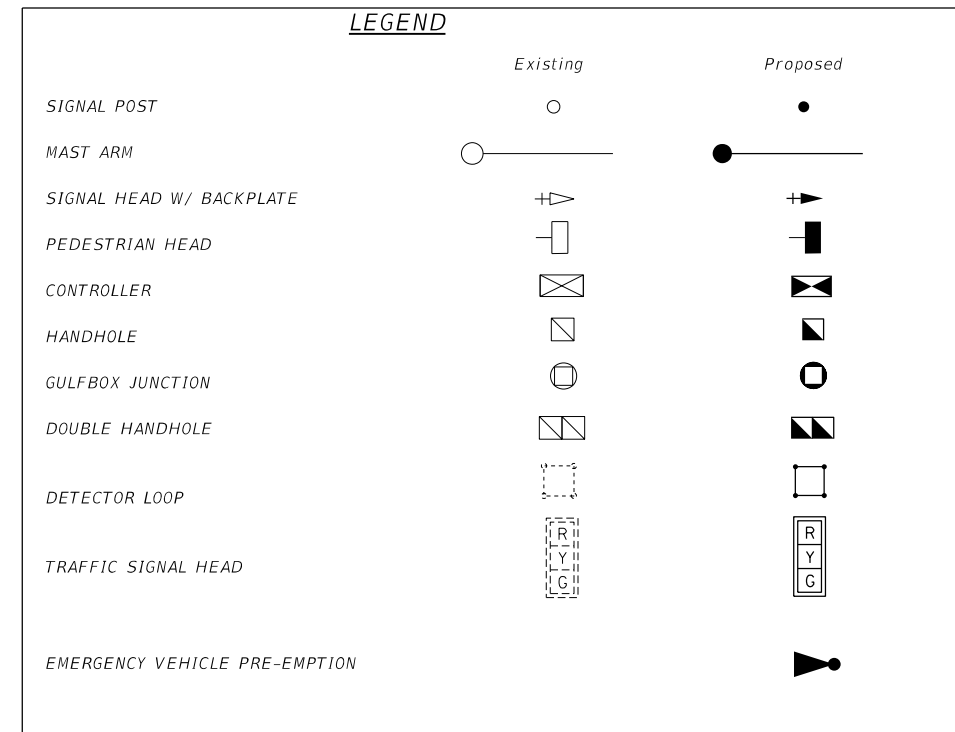 LEGEND
Existing Proposed
SIGNAL POST
MAST ARM
SIGNAL HEAD W/ BACKPLATE
PEDESTRIAN HEAD
CONTROLLER
HANDHOLE
GULFBOX JUNCTION
DOUBLE HANDHOLE
DETECTOR LOOP
R R
TRAFFIC SIGNAL HEAD Y Y
G G
EMERGENCY VEHICLE PRE-EMPTION